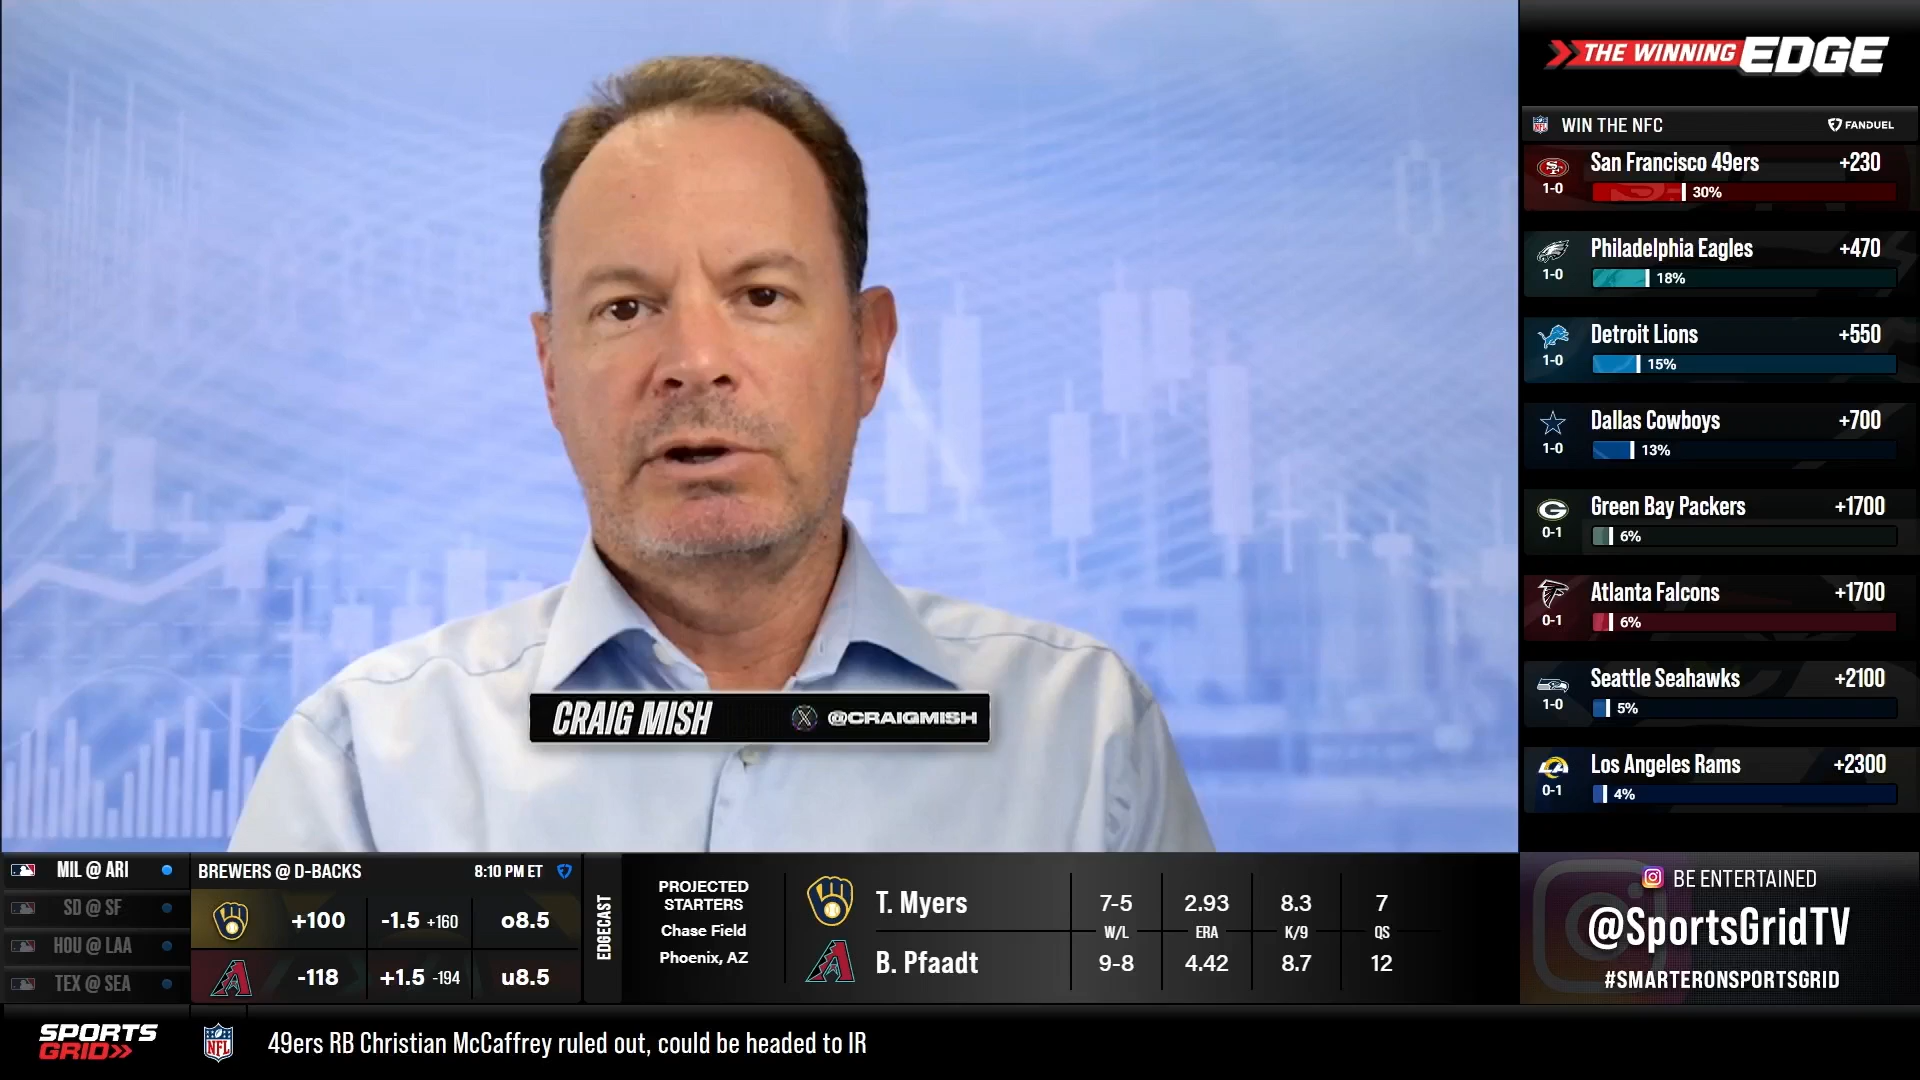 THE WINNING EDGE
WIN THE NFC
FANDUEL
San Francisco 49ers +230
1-0 30%
Philadelphia Eagles +470
1-0 18%
Detroit Lions +550
1-0 15%
Dallas Cowboys +700
1-0 13%
Green Bay Packers +1700
0-1 6%
Atlanta Falcons +1700
0-1 6%
Seattle Seahawks +2100
1-0 5%
Los Angeles Rams +2300
0-1 4%
CRAIG MISH @CRAIGMISH
MIL @ ARI
SD @ SF
HOU @ LAA
TEX @ SEA
BREWERS @ D-BACKS 8:10 PM ET
+100 -1.5 +160 o8.5
-118 +1.5 -194 u8.5
EDGECAST
PROJECTED
STARTERS
Chase Field
Phoenix, AZ
T. Myers 7-5 2.93 8.3 7
W/L ERA K/9 QS
B. Pfaadt 9-8 4.42 8.7 12
BE ENTERTAINED
@SportsGridTV
#SMARTERONSPORTSGRID
SPORTS
GRID
NFL
49ers RB Christian McCaffrey ruled out, could be headed to IR